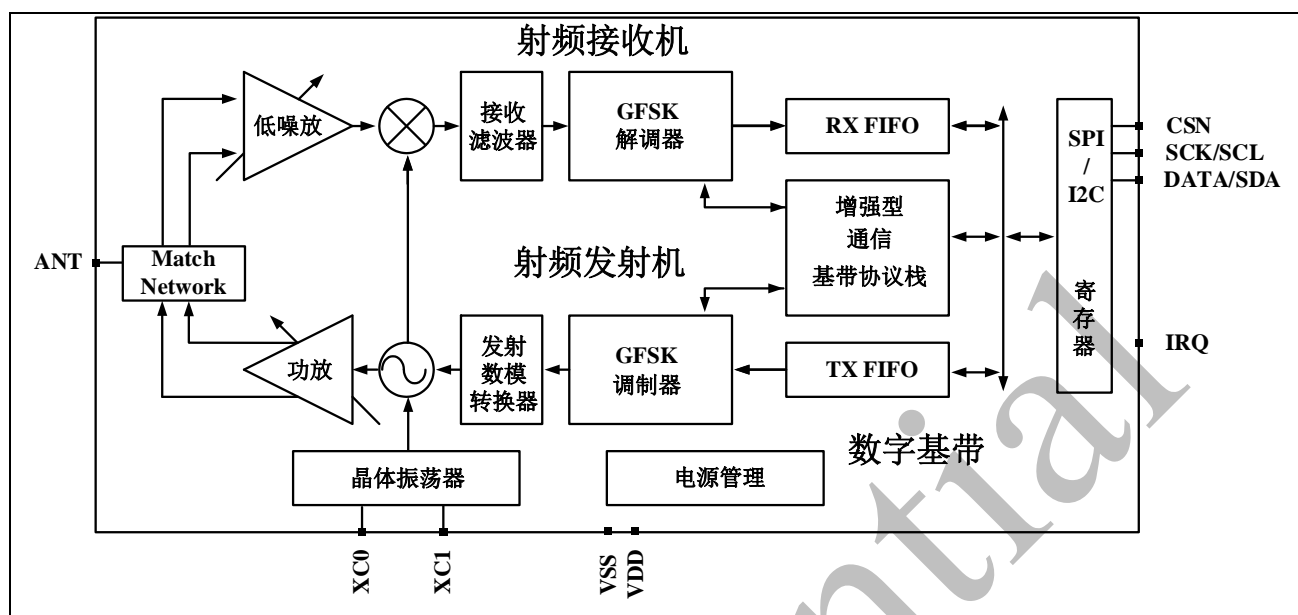 射频接收机
低噪放
接收
滤波器
GFSK
解调器
RX FIFO
SPI
/
I2C
寄
存
器
CSN
SCK/SCL
DATA/SDA
IRQ
增强型
通信
基带协议栈
ANT
Match
Network
射频发射机
功放
发射
数模
转换器
GFSK
调制器
TX FIFO
数字基带
晶体振荡器
电源管理
XC0
XC1
VSS
VDD
ntial